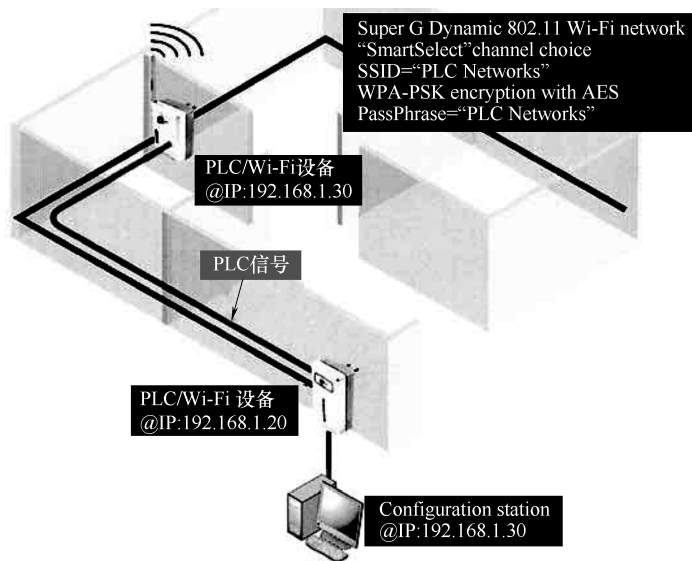 Super G Dynamic 802.11 Wi-Fi network
“SmartSelect”channel choice
SSID=“PLC Networks”
WPA-PSK encryption with AES
PassPhrase=“PLC Networks”
PLC/Wi-Fi设备
@IP:192.168.1.30
PLC信号
PLC/Wi-Fi 设备
@IP:192.168.1.20
Configuration station
@IP:192.168.1.30